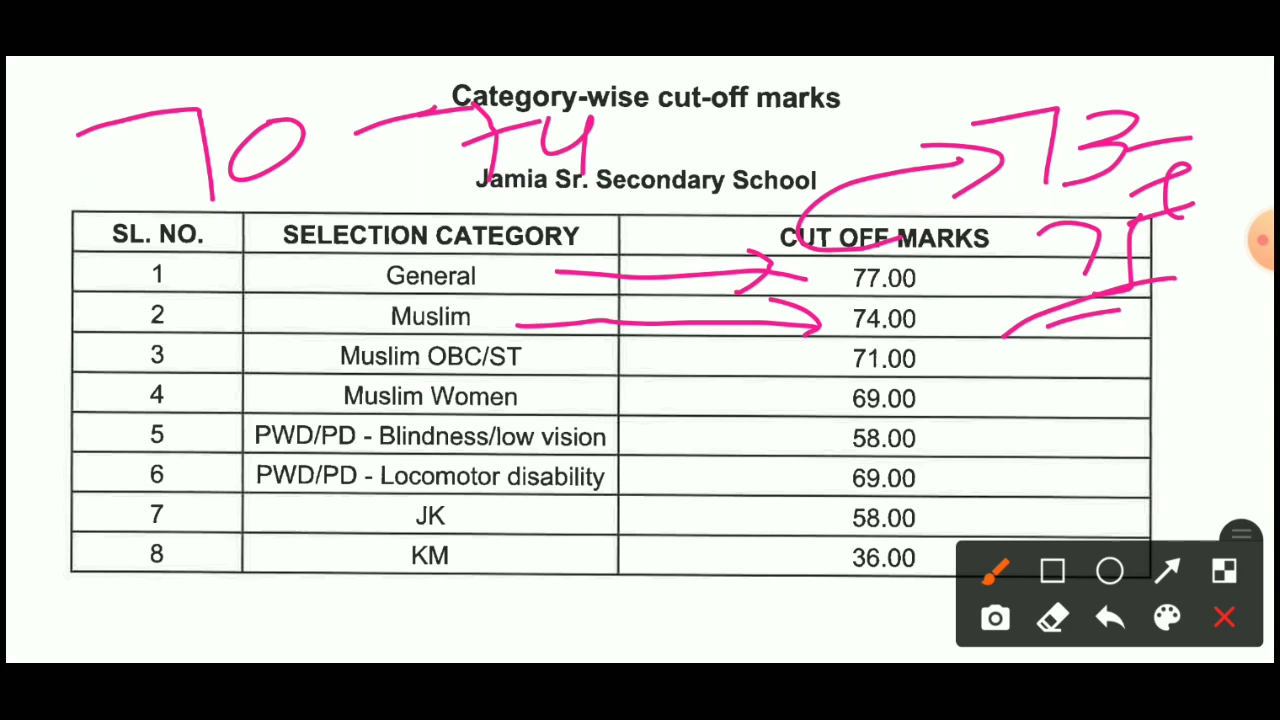 Category-wise cut-off marks
70 74 73
Jamia Sr. Secondary School
SL. NO. SELECTION CATEGORY CUT OFF MARKS 71
1 General 77.00
2 Muslim 74.00
3 Muslim OBC/ST 71.00
4 Muslim Women 69.00
5 PWD/PD - Blindness/low vision 58.00
6 PWD/PD - Locomotor disability 69.00
7 JK 58.00
8 KM 36.00